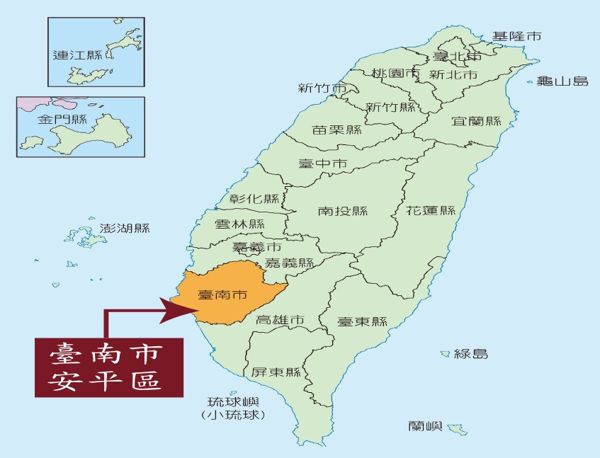 連江縣
金門縣
基隆市
臺北市
桃園市
新北市
龜山島
新竹市
新竹縣
宜蘭縣
苗栗縣
臺中市
彰化縣
南投縣
花蓮縣
雲林縣
澎湖縣
嘉義市
嘉義縣
臺南市
高雄市
臺東縣
臺南市
安平區
屏東縣
綠島
琉球嶼
(小琉球)
蘭嶼